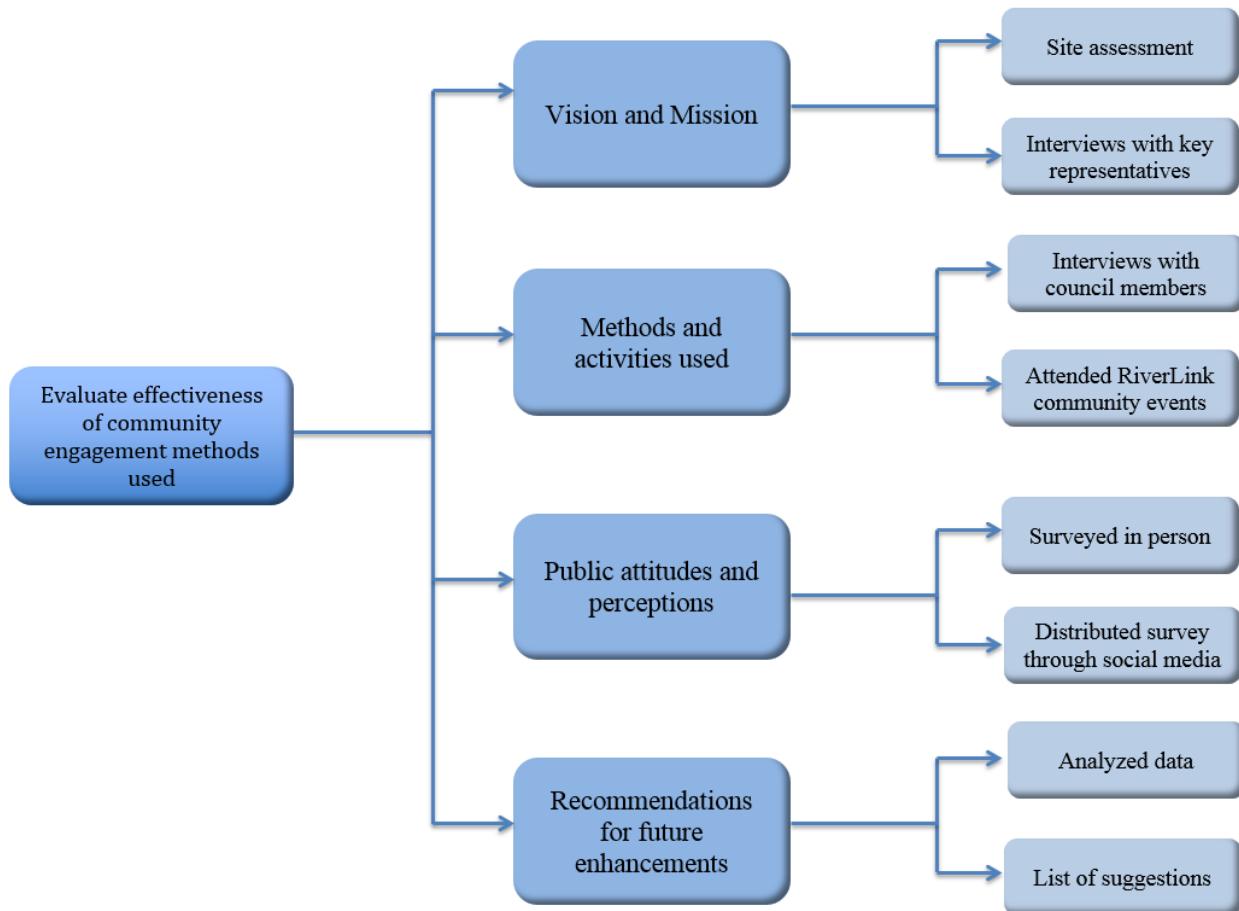 Evaluate effectiveness
of community
engagement methods
used
Vision and Mission
Site assessment
Interviews with key
representatives
Methods and
activities used
Interviews with
council members
Attended RiverLink
community events
Public attitudes and
perceptions
Surveyed in person
Distributed survey
through social media
Recommendations
for future
enhancements
Analyzed data
List of suggestions